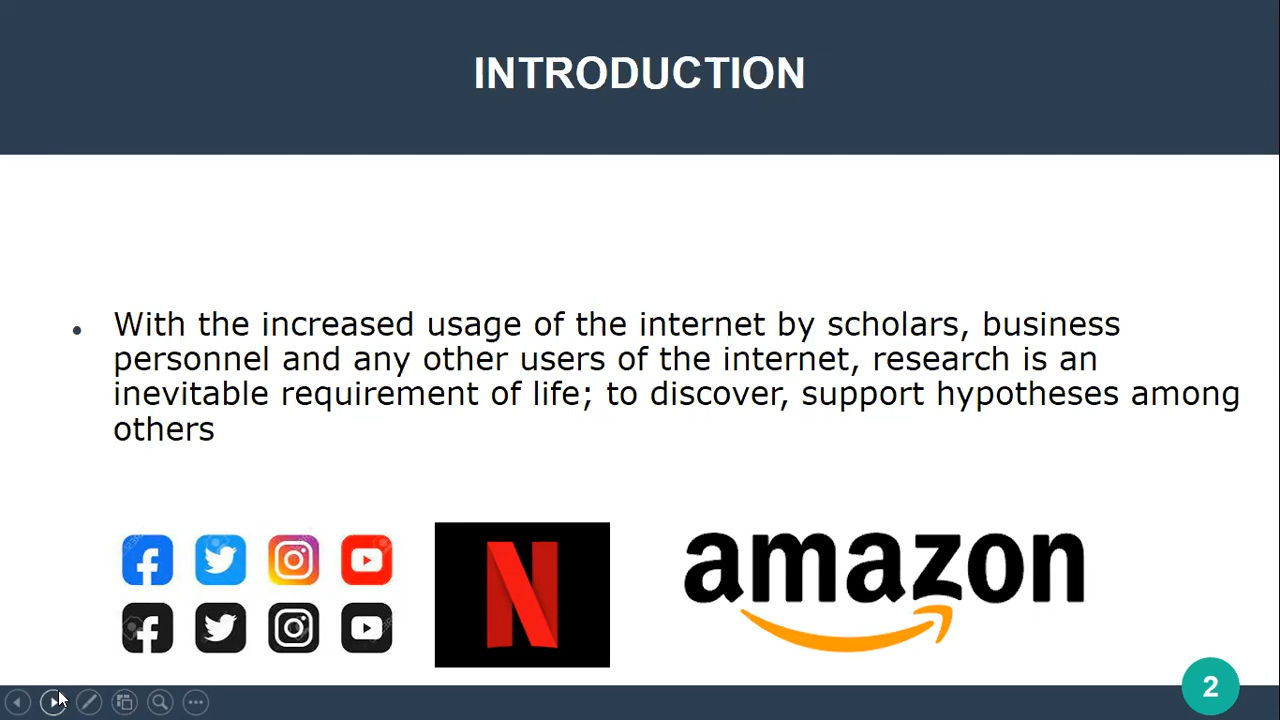 INTRODUCTION
• With the increased usage of the internet by scholars, business
personnel and any other users of the internet, research is an
inevitable requirement of life; to discover, support hypotheses among
others
N
amazon
2